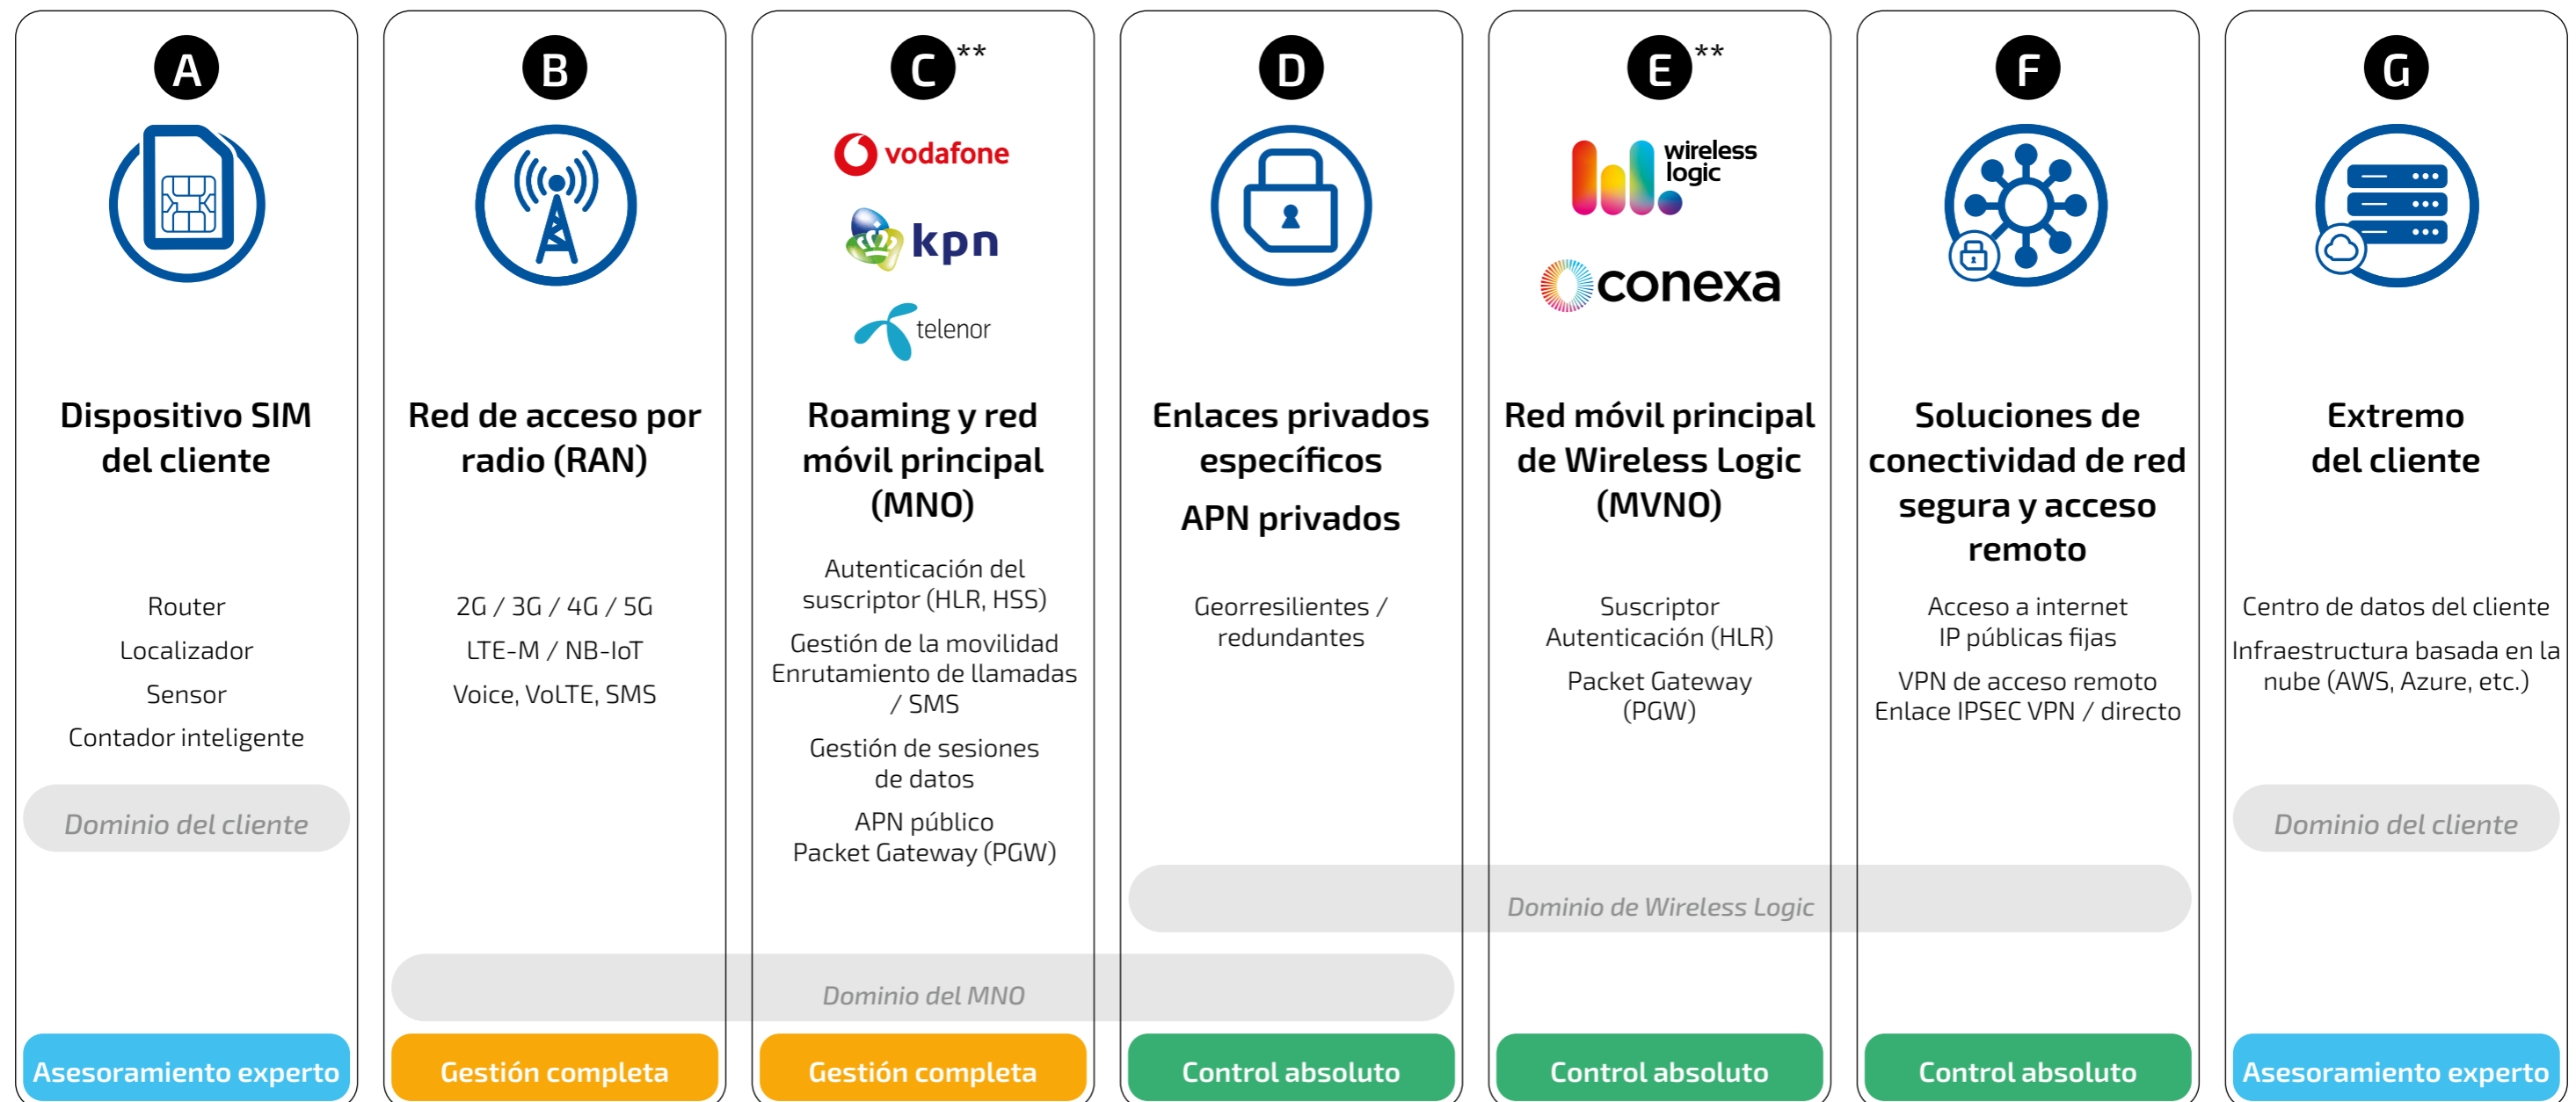 A
Dispositivo SIM
del cliente
Router
Localizador
Sensor
Contador inteligente
Dominio del cliente
Asesoramiento experto
B
Red de acceso por
radio (RAN)
2G / 3G / 4G / 5G
LTE-M / NB-IoT
Voice, VoLTE, SMS
Gestión completa
C**
vodafone
kpn
telenor
Roaming y red
móvil principal
(MNO)
Autenticación del
suscriptor (HLR, HSS)
Gestión de la movilidad
Enrutamiento de llamadas
/ SMS
Gestión de sesiones
de datos
APN público
Packet Gateway (PGW)
Dominio del MNO
Gestión completa
D
Enlaces privados
específicos
APN privados
Georresilientes /
redundantes
Control absoluto
E**
wireless
logic
conexa
Red móvil principal
de Wireless Logic
(MVNO)
Suscriptor
Autenticación (HLR)
Packet Gateway
(PGW)
Dominio de Wireless Logic
Control absoluto
F
Soluciones de
conectividad de red
segura y acceso
remoto
Acceso a internet
IP públicas fijas
VPN de acceso remoto
Enlace IPSEC VPN / directo
Control absoluto
G
Extremo
del cliente
Centro de datos del cliente
Infraestructura basada en la
nube (AWS, Azure, etc.)
Dominio del cliente
Asesoramiento experto